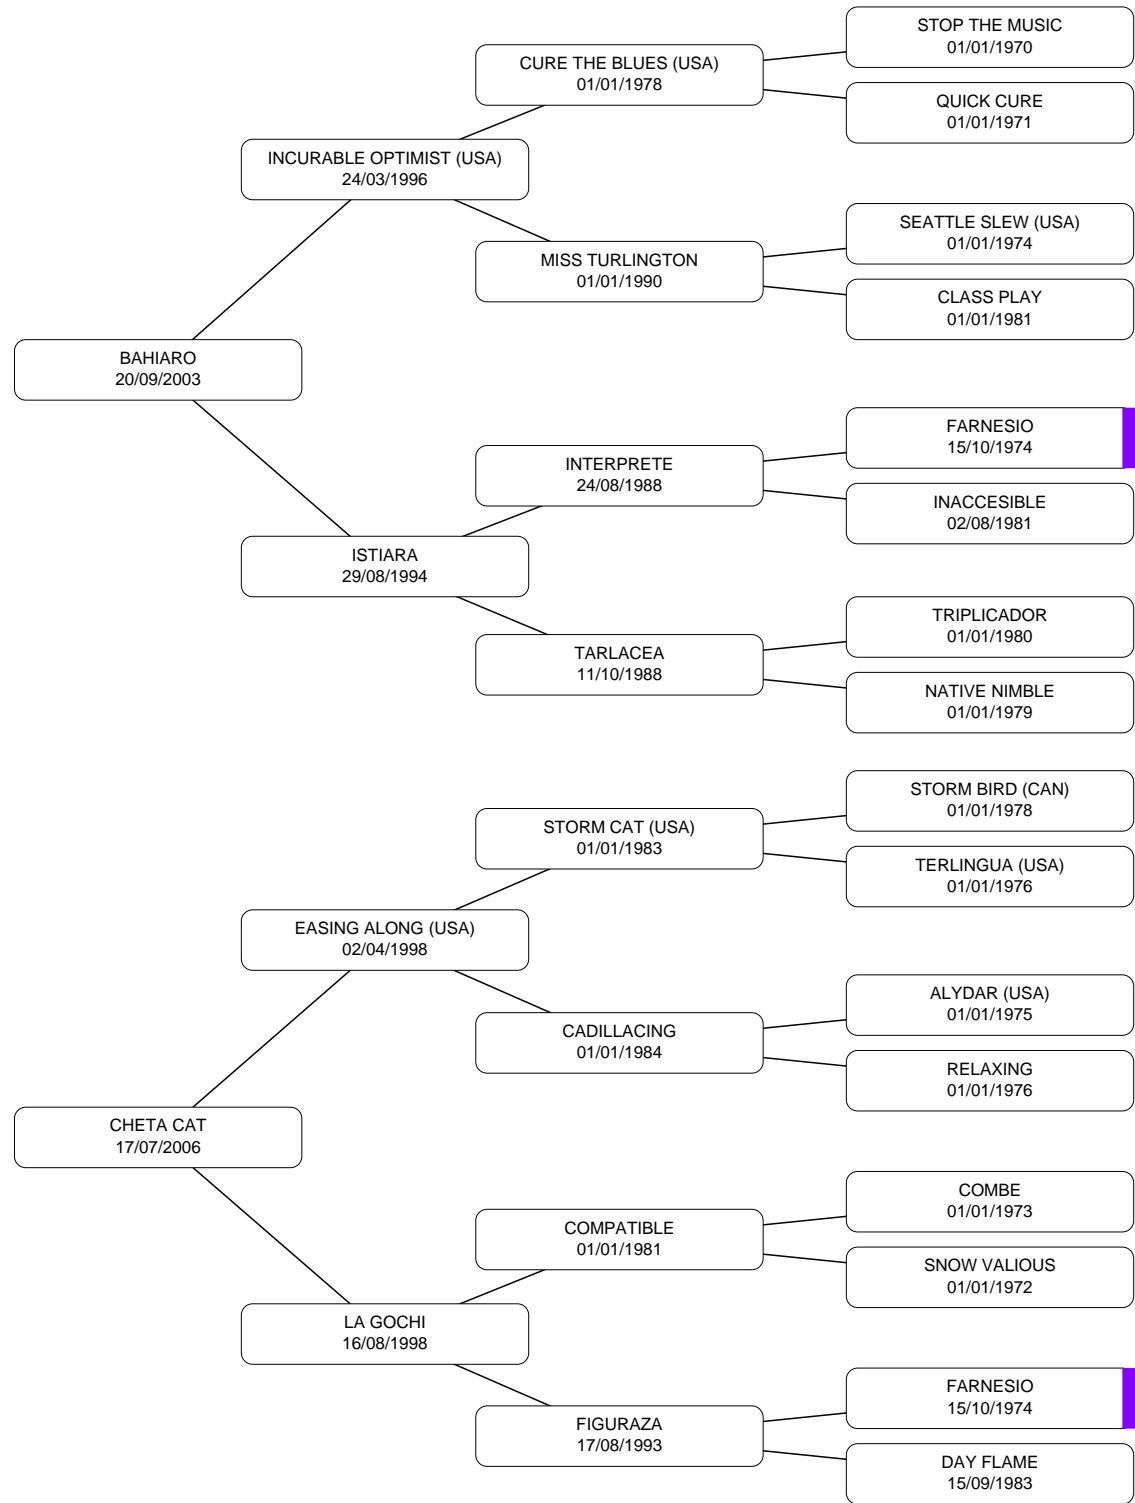 STOP THE MUSIC
01/01/1970
CURE THE BLUES (USA)
01/01/1978
QUICK CURE
01/01/1971
INCURABLE OPTIMIST (USA)
24/03/1996
SEATTLE SLEW (USA)
01/01/1974
MISS TURLINGTON
01/01/1990
CLASS PLAY
01/01/1981
BAHIARO
20/09/2003
FARNESIO
15/10/1974
INTERPRETE
24/08/1988
INACCESIBLE
02/08/1981
ISTIARA
29/08/1994
TRIPLICADOR
01/01/1980
TARLACEA
11/10/1988
NATIVE NIMBLE
01/01/1979
STORM BIRD (CAN)
01/01/1978
STORM CAT (USA)
01/01/1983
TERLINGUA (USA)
01/01/1976
EASING ALONG (USA)
02/04/1998
ALYDAR (USA)
01/01/1975
CADILLACING
01/01/1984
RELAXING
01/01/1976
CHETA CAT
17/07/2006
COMBE
01/01/1973
COMPATIBLE
01/01/1981
SNOW VALIOUS
01/01/1972
LA GOCHI
16/08/1998
FARNESIO
15/10/1974
FIGURAZA
17/08/1993
DAY FLAME
15/09/1983